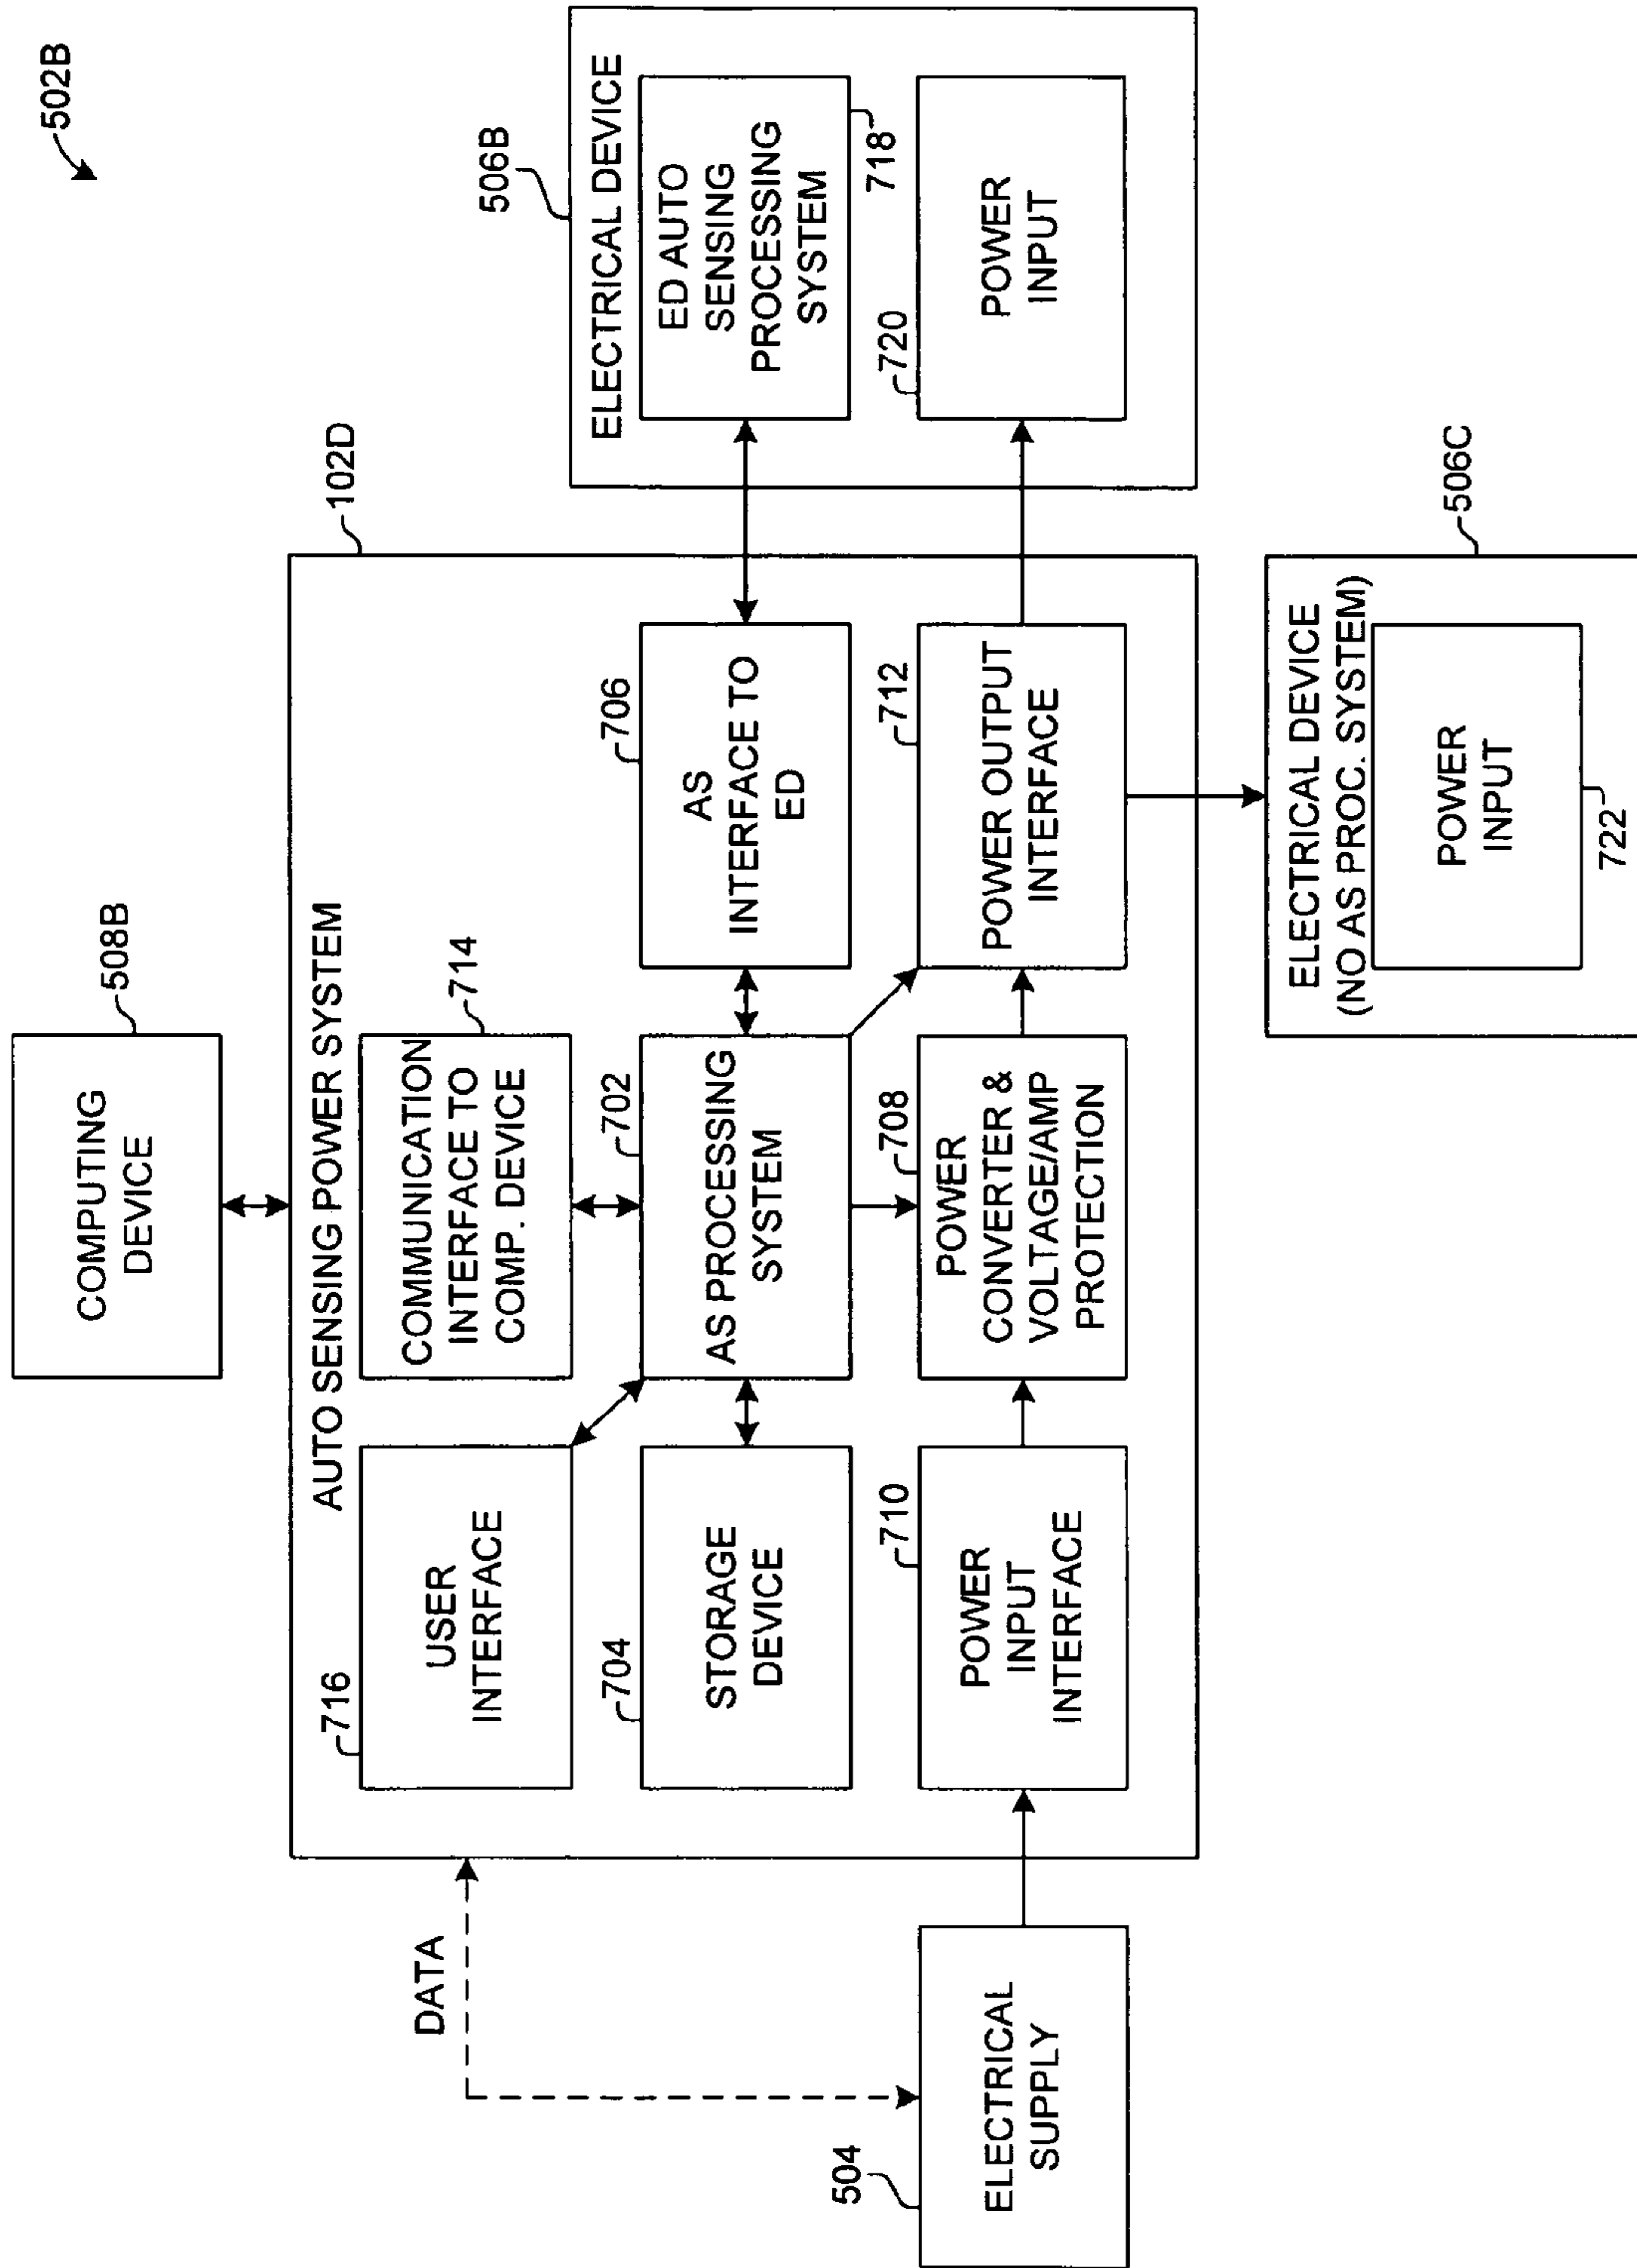 502B
COMPUTING
DEVICE
508B
AUTO SENSING POWER SYSTEM
102D
716
USER
INTERFACE
COMMUNICATION
INTERFACE TO
COMP. DEVICE
714
704
STORAGE
DEVICE
702
AS PROCESSING
SYSTEM
706
AS
INTERFACE TO
ED
710
POWER
INPUT
INTERFACE
708
POWER
CONVERTER &
VOLTAGE/AMP
PROTECTION
712
POWER OUTPUT
INTERFACE
506B
ELECTRICAL DEVICE
ED AUTO
SENSING
PROCESSING
SYSTEM
718
720
POWER
INPUT
DATA
504
ELECTRICAL
SUPPLY
506C
ELECTRICAL DEVICE
(NO AS PROC. SYSTEM)
POWER
INPUT
722